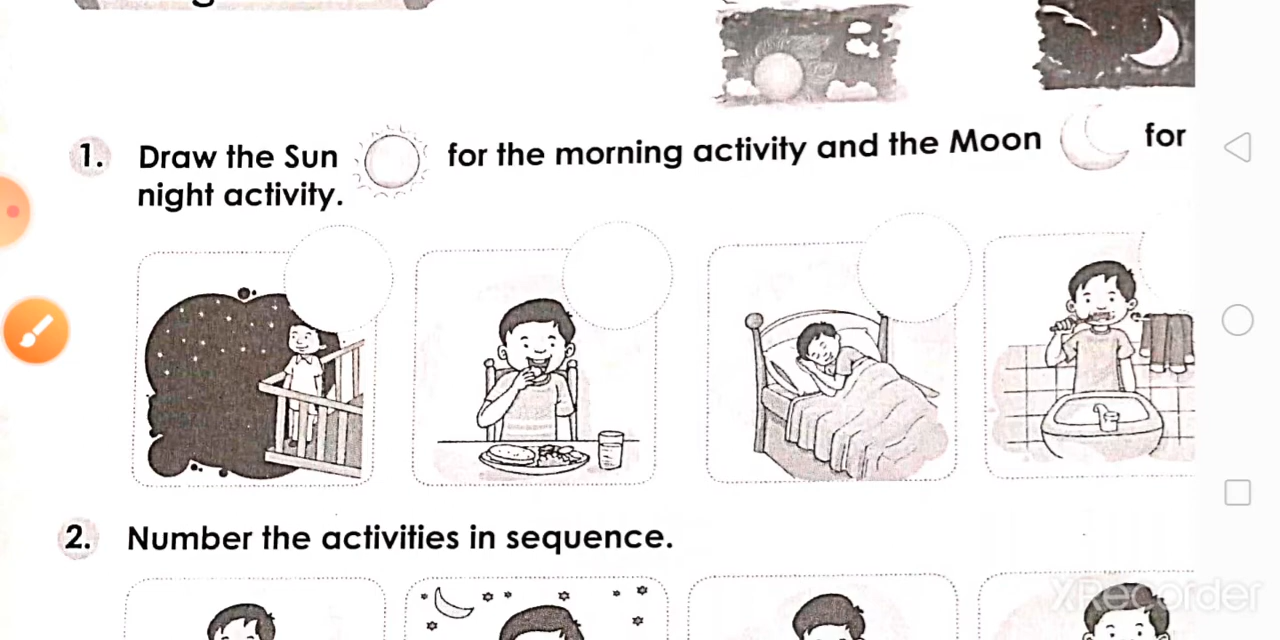 1. Draw the Sun for the morning activity and the Moon for
night activity.
2. Number the activities in sequence.
XRecorder